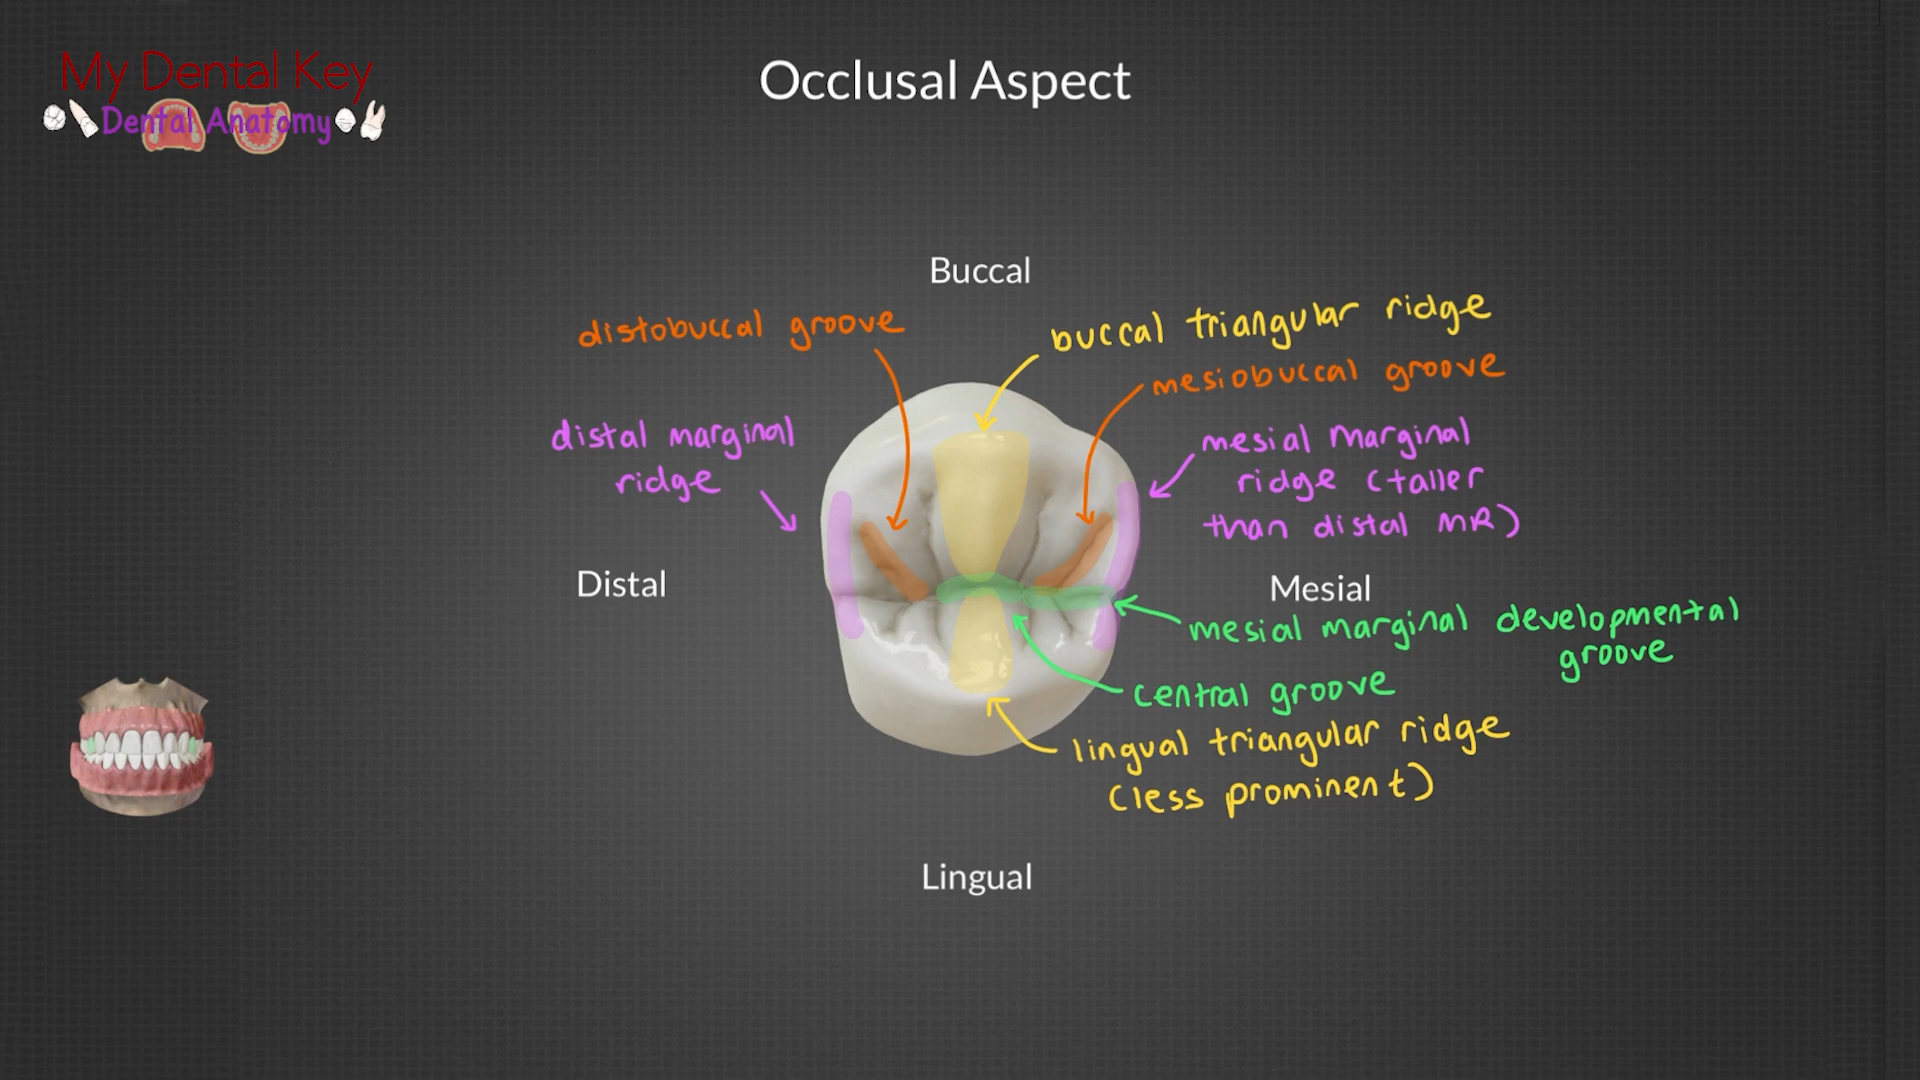 My Dental Key
Dental Anatomy
Occlusal Aspect
Buccal
distobuccal groove
buccal triangular ridge
mesiobuccal groove
distal marginal
ridge
mesial Marginal
ridge (taller
than distal MR)
Distal
Mesial
mesial marginal developmental
groove
central groove
lingual triangular ridge
(less prominent)
Lingual